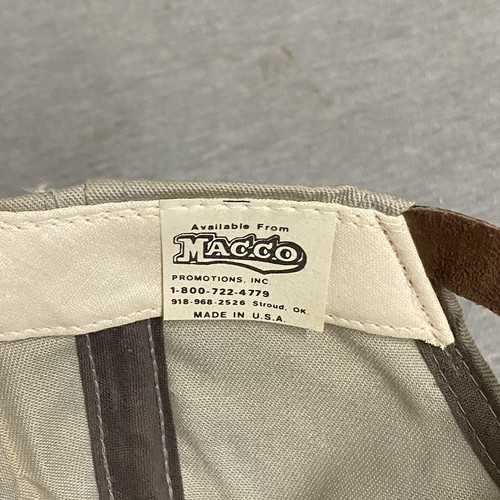 Available From
MACCO
PROMOTIONS, INC.
1-800-722-4779
918-968-2526 Stroud, OK.
MADE IN U.S.A.